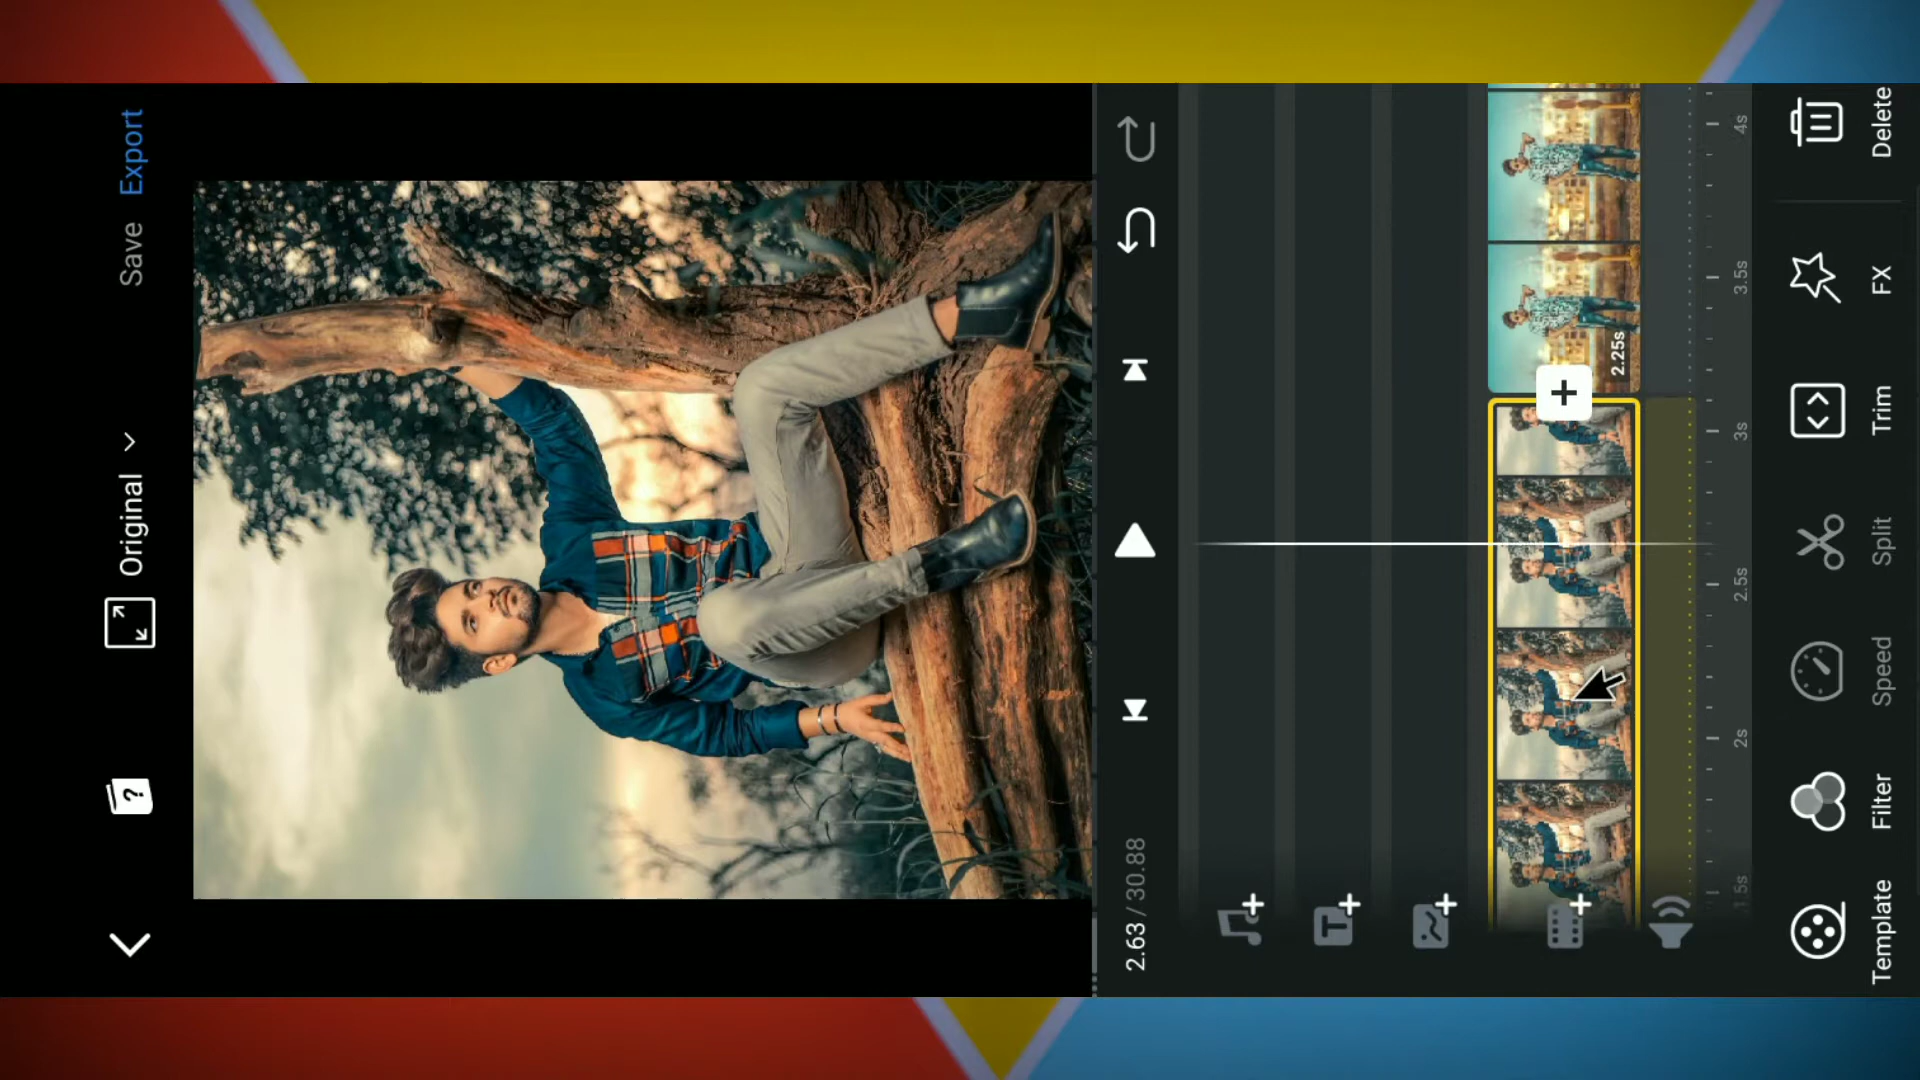 Original
Save
Export
2.63 / 30.88
2.25s
1.5s
2s
2.5s
3s
3.5s
4s
Template
Filter
Speed
Split
Trim
FX
Delete